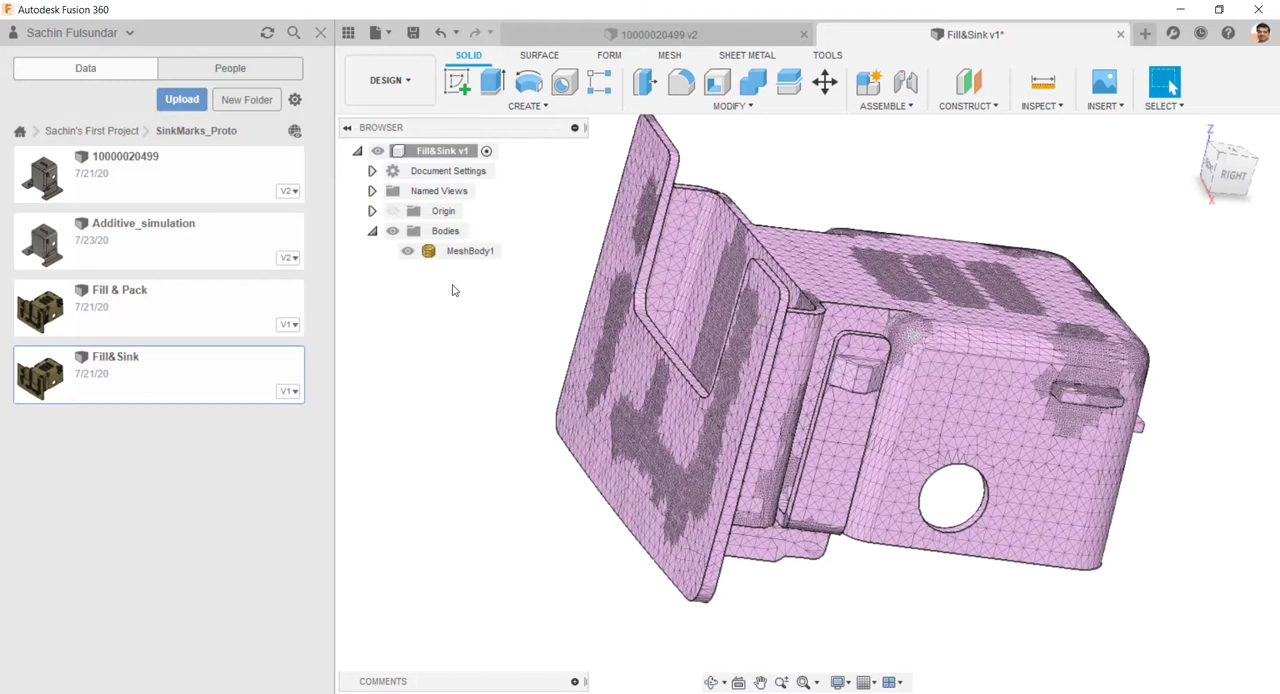 Autodesk Fusion 360
Sachin Fulsundar
10000020499 v2
Fill&Sink v1*
Data
People
SOLID
SURFACE
FORM
MESH
SHEET METAL
TOOLS
Upload
New Folder
DESIGN
CREATE
MODIFY
ASSEMBLE
CONSTRUCT
INSPECT
INSERT
SELECT
Sachin's First Project
SinkMarks_Proto
BROWSER
Fill&Sink v1
Document Settings
Named Views
Origin
Bodies
MeshBody1
10000020499
7/21/20
V2
Additive_simulation
7/23/20
V2
Fill & Pack
7/21/20
V1
Fill&Sink
7/21/20
V1
Z
RIGHT
X
COMMENTS